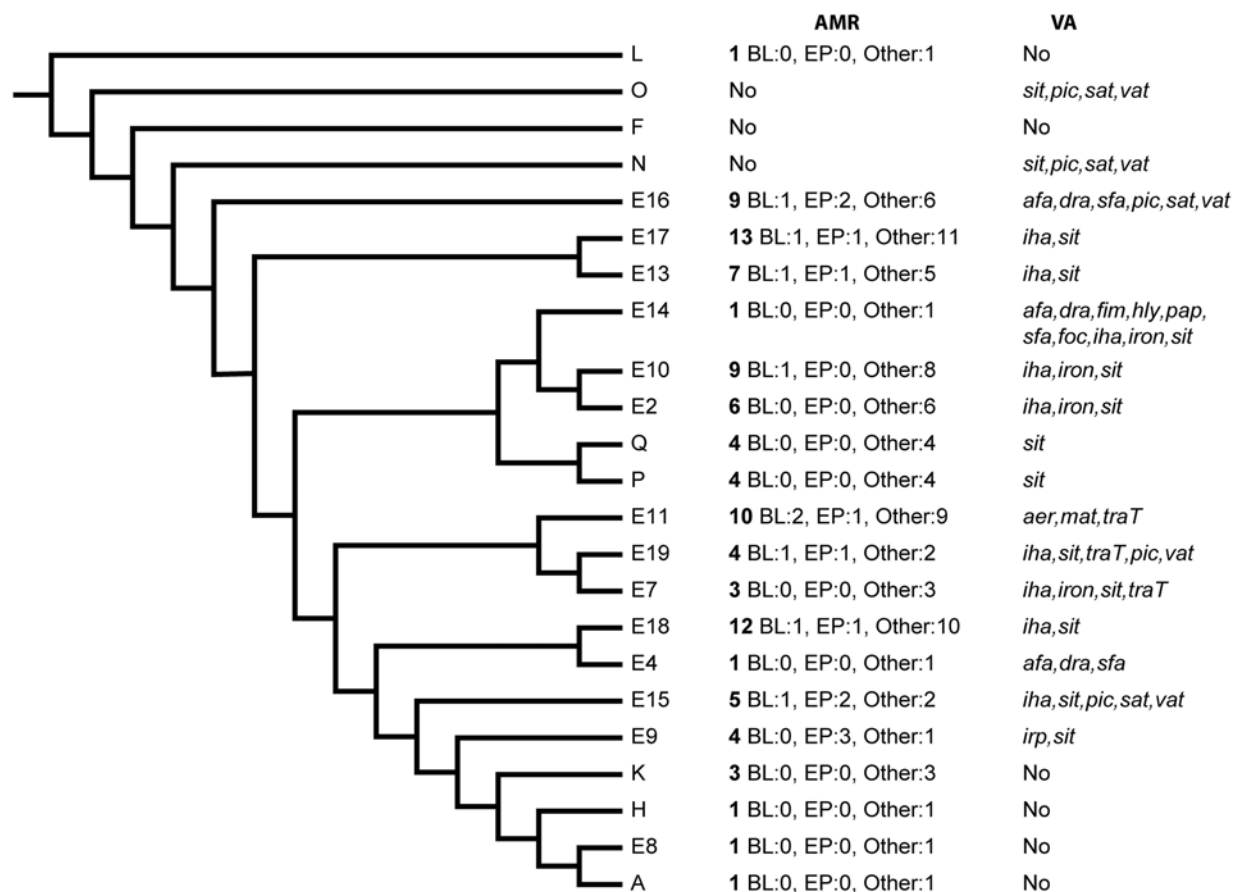 AMR VA
L 1 BL:0, EP:0, Other:1 No
O No sit,pic,sat,vat
F No No
N No sit,pic,sat,vat
E16 9 BL:1, EP:2, Other:6 afa,dra,sfa,pic,sat,vat
E17 13 BL:1, EP:1, Other:11 iha,sit
E13 7 BL:1, EP:1, Other:5 iha,sit
E14 1 BL:0, EP:0, Other:1 afa,dra,fim,hly,pap,
sfa,foc,iha,iron,sit
E10 9 BL:1, EP:0, Other:8 iha,iron,sit
E2 6 BL:0, EP:0, Other:6 iha,iron,sit
Q 4 BL:0, EP:0, Other:4 sit
P 4 BL:0, EP:0, Other:4 sit
E11 10 BL:2, EP:1, Other:9 aer,mat,traT
E19 4 BL:1, EP:1, Other:2 iha,sit,traT,pic,vat
E7 3 BL:0, EP:0, Other:3 iha,iron,sit,traT
E18 12 BL:1, EP:1, Other:10 iha,sit
E4 1 BL:0, EP:0, Other:1 afa,dra,sfa
E15 5 BL:1, EP:2, Other:2 iha,sit,pic,sat,vat
E9 4 BL:0, EP:3, Other:1 irp,sit
K 3 BL:0, EP:0, Other:3 No
H 1 BL:0, EP:0, Other:1 No
E8 1 BL:0, EP:0, Other:1 No
A 1 BL:0, EP:0, Other:1 No